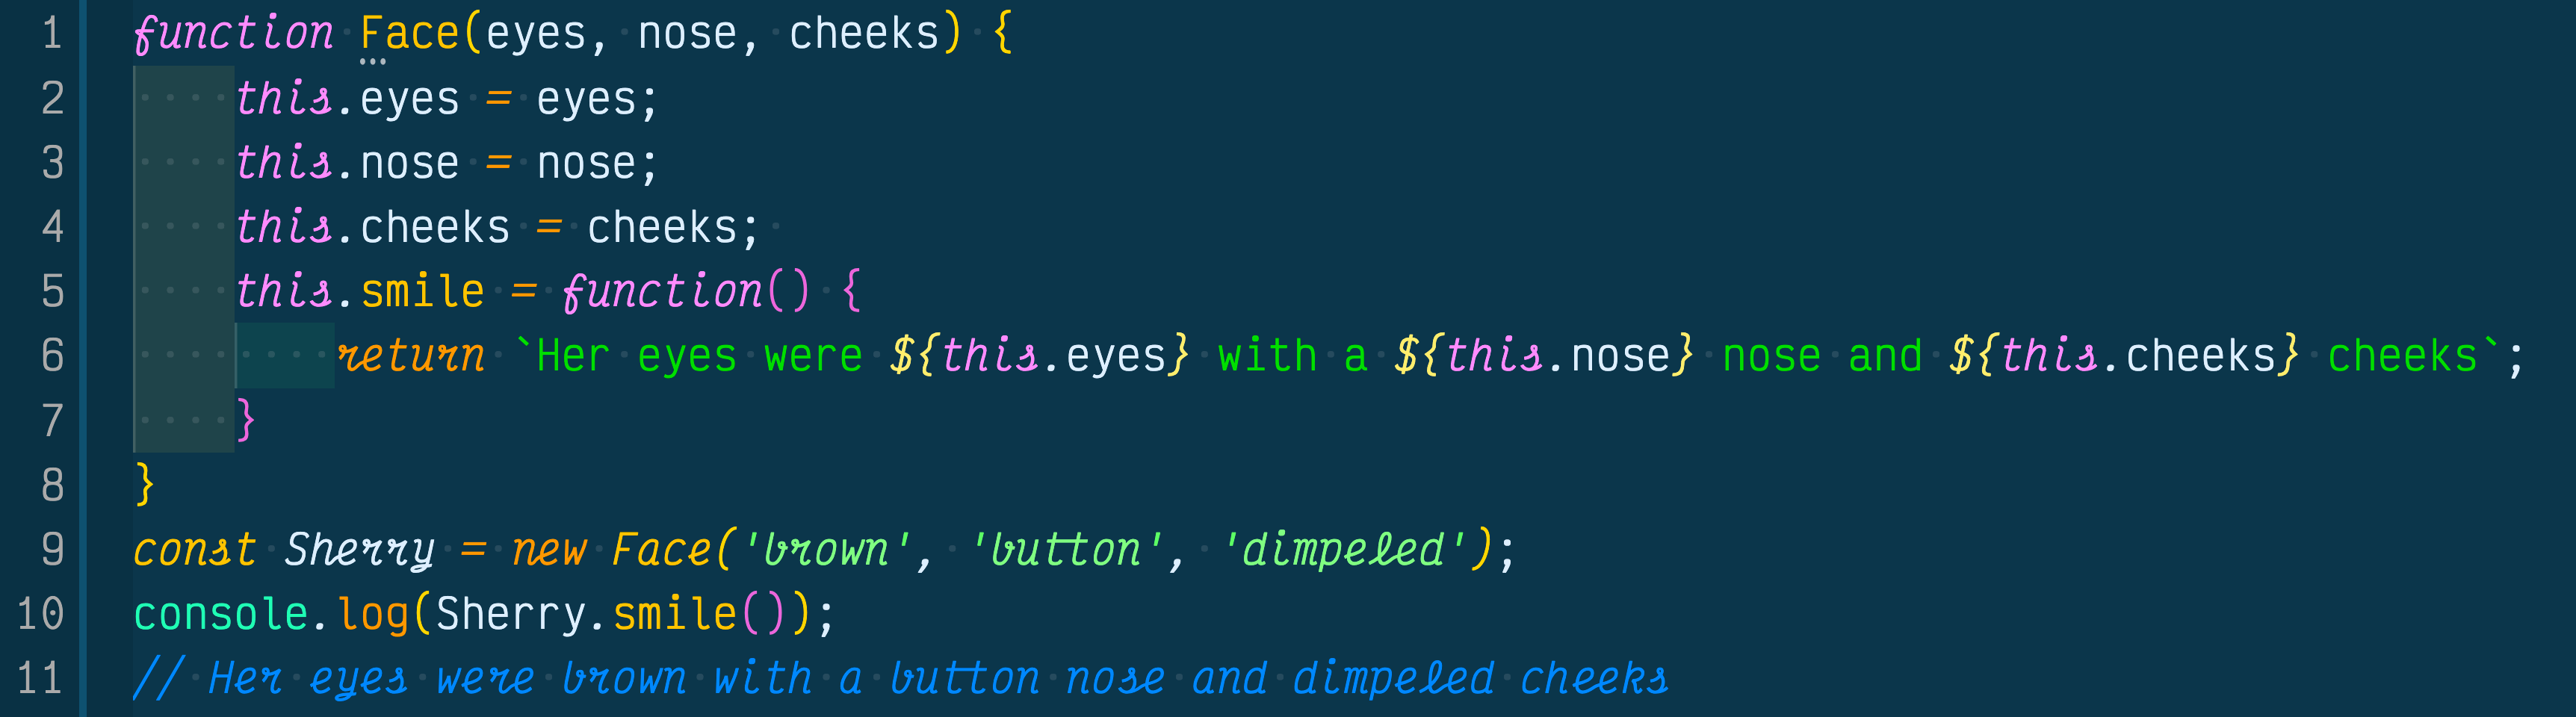 1 function Face(eyes, nose, cheeks) {
2     this.eyes = eyes;
3     this.nose = nose;
4     this.cheeks = cheeks;
5     this.smile = function() {
6         return `Her eyes were ${this.eyes} with a ${this.nose} nose and ${this.cheeks} cheeks`;
7     }
8 }
9 const Sherry = new Face('brown', 'button', 'dimpeled');
10 console.log(Sherry.smile());
11 // Her eyes were brown with a button nose and dimpeled cheeks